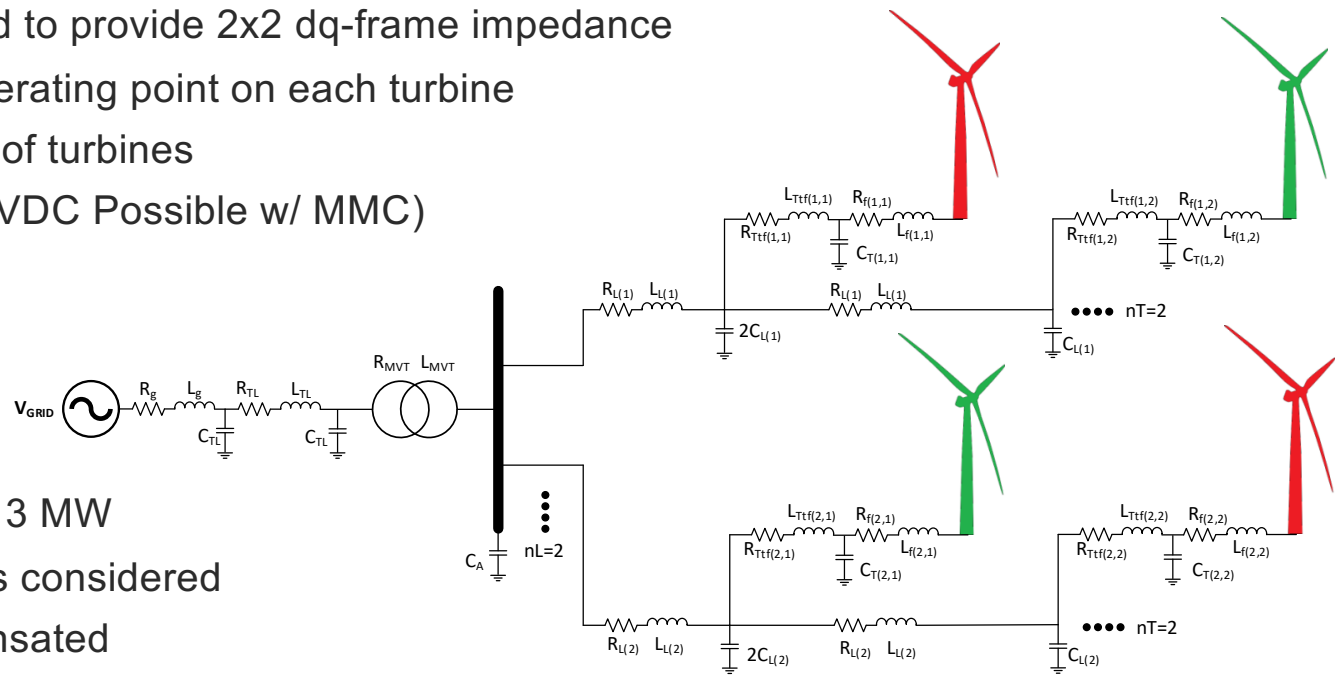 d to provide 2x2 dq-frame impedance
erating point on each turbine
of turbines
VDC Possible w/ MMC)
L_Ttf(1,1) R_f(1,1)
R_Ttf(1,1) L_f(1,1)
C_T(1,1)
L_Ttf(1,2) R_f(1,2)
R_Ttf(1,2) L_f(1,2)
C_T(1,2)
R_L(1) L_L(1)
R_L(1) L_L(1)
nT=2
2C_L(1)
C_L(1)
R_MVT L_MVT
V_GRID
R_g L_g R_TL L_TL
C_TL
C_TL
3 MW
s considered
nsated
C_A
nL=2
L_Ttf(2,1) R_f(2,1)
R_Ttf(2,1) L_f(2,1)
C_T(2,1)
L_Ttf(2,2) R_f(2,2)
R_Ttf(2,2) L_f(2,2)
C_T(2,2)
R_L(2) L_L(2)
2C_L(2)
R_L(2) L_L(2)
C_L(2)
nT=2